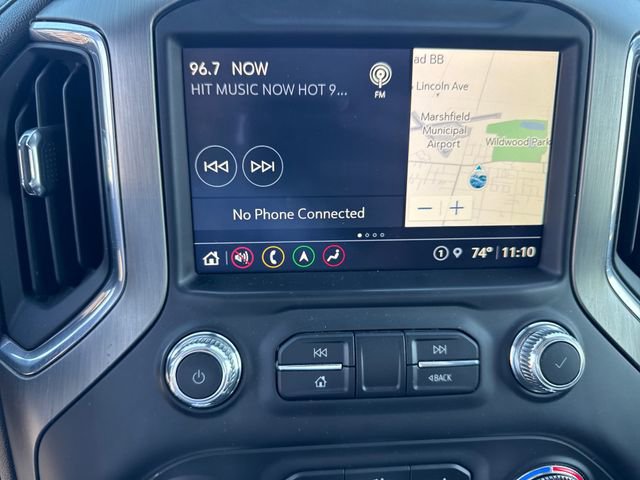 96.7 NOW
HIT MUSIC NOW HOT 9...
FM
No Phone Connected
ad BB
Lincoln Ave
Marshfield
Municipal
Airport
Wildwood Park
1
74° 11:10
BACK